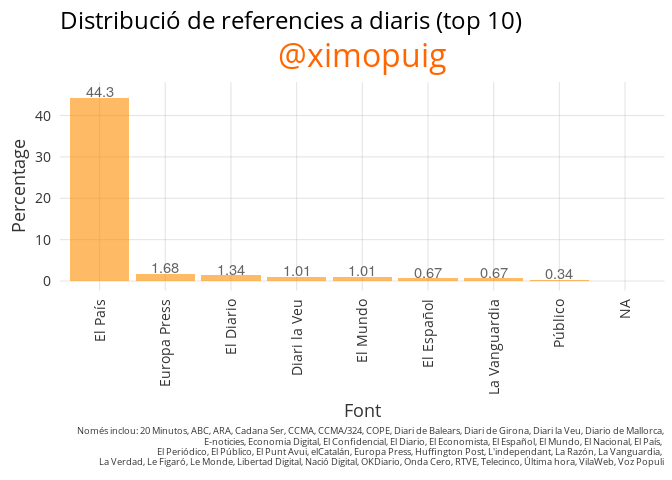 Distribució de referencies a diaris (top 10)
@ximopuig
Percentage
40
30
20
10
0
44.3
1.68
1.34
1.01
1.01
0.67
0.67
0.34
El País
Europa Press
El Diario
Diari la Veu
El Mundo
El Español
La Vanguardia
Público
NA
Font
Només inclou: 20 Minutos, ABC, ARA, Cadana Ser, CCMA, CCMA/324, COPE, Diari de Balears, Diari de Girona, Diari la Veu, Diario de Mallorca,
E-noticies, Economia Digital, El Confidencial, El Diario, El Economista, El Español, El Mundo, El Nacional, El País,
El Periódico, El Público, El Punt Avui, elCatalán, Europa Press, Huffington Post, L'independant, La Razón, La Vanguardia,
La Verdad, Le Figaró, Le Monde, Libertad Digital, Nació Digital, OKDiario, Onda Cero, RTVE, Telecinco, Última hora, VilaWeb, Voz Populi